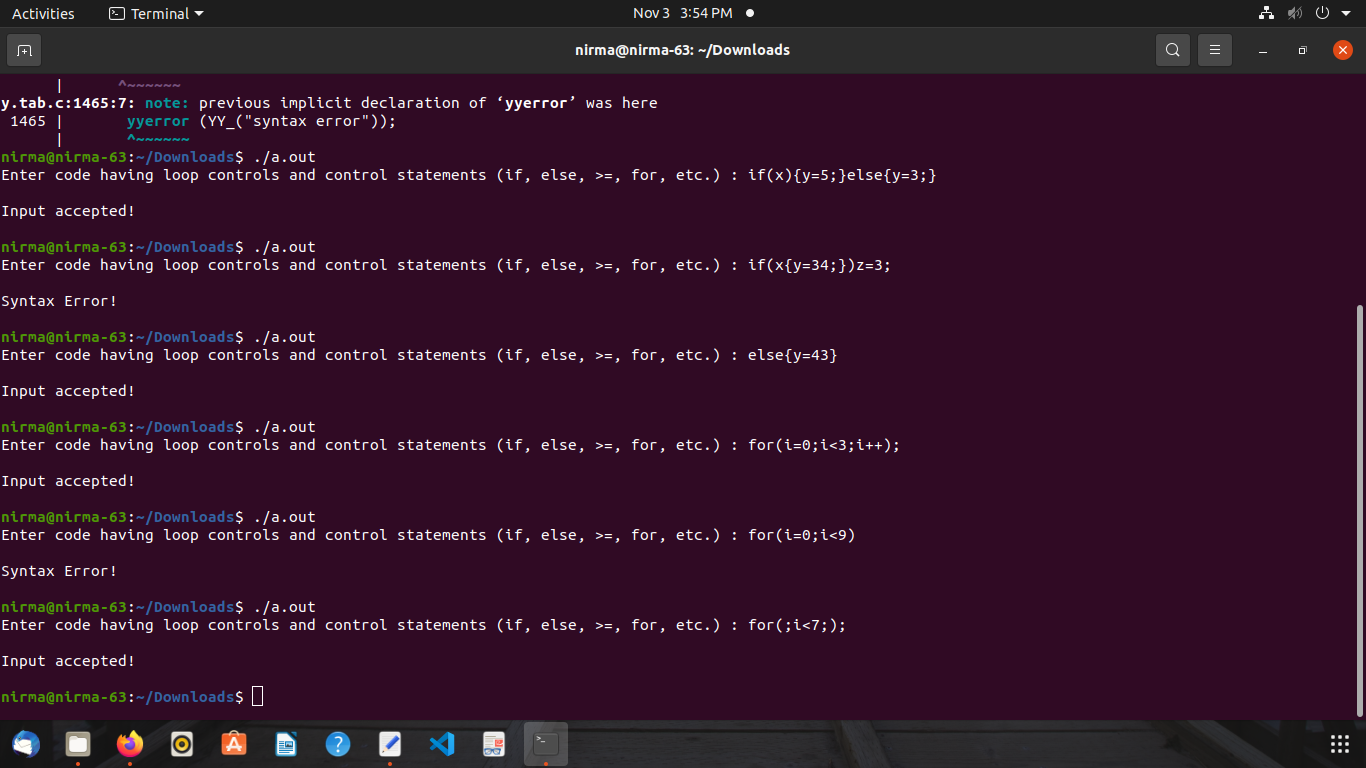 Activities Terminal Nov 3 3:54 PM
nirma@nirma-63: ~/Downloads
| ^~~~~~~
y.tab.c:1465:7: note: previous implicit declaration of ‘yyerror’ was here
1465 | yyerror (YY_("syntax error"));
| ^~~~~~~
nirma@nirma-63:~/Downloads$ ./a.out
Enter code having loop controls and control statements (if, else, >=, for, etc.) : if(x){y=5;}else{y=3;}
Input accepted!
nirma@nirma-63:~/Downloads$ ./a.out
Enter code having loop controls and control statements (if, else, >=, for, etc.) : if(x{y=34;})z=3;
Syntax Error!
nirma@nirma-63:~/Downloads$ ./a.out
Enter code having loop controls and control statements (if, else, >=, for, etc.) : else{y=43}
Input accepted!
nirma@nirma-63:~/Downloads$ ./a.out
Enter code having loop controls and control statements (if, else, >=, for, etc.) : for(i=0;i<3;i++);
Input accepted!
nirma@nirma-63:~/Downloads$ ./a.out
Enter code having loop controls and control statements (if, else, >=, for, etc.) : for(i=0;i<9)
Syntax Error!
nirma@nirma-63:~/Downloads$ ./a.out
Enter code having loop controls and control statements (if, else, >=, for, etc.) : for(;i<7;);
Input accepted!
nirma@nirma-63:~/Downloads$